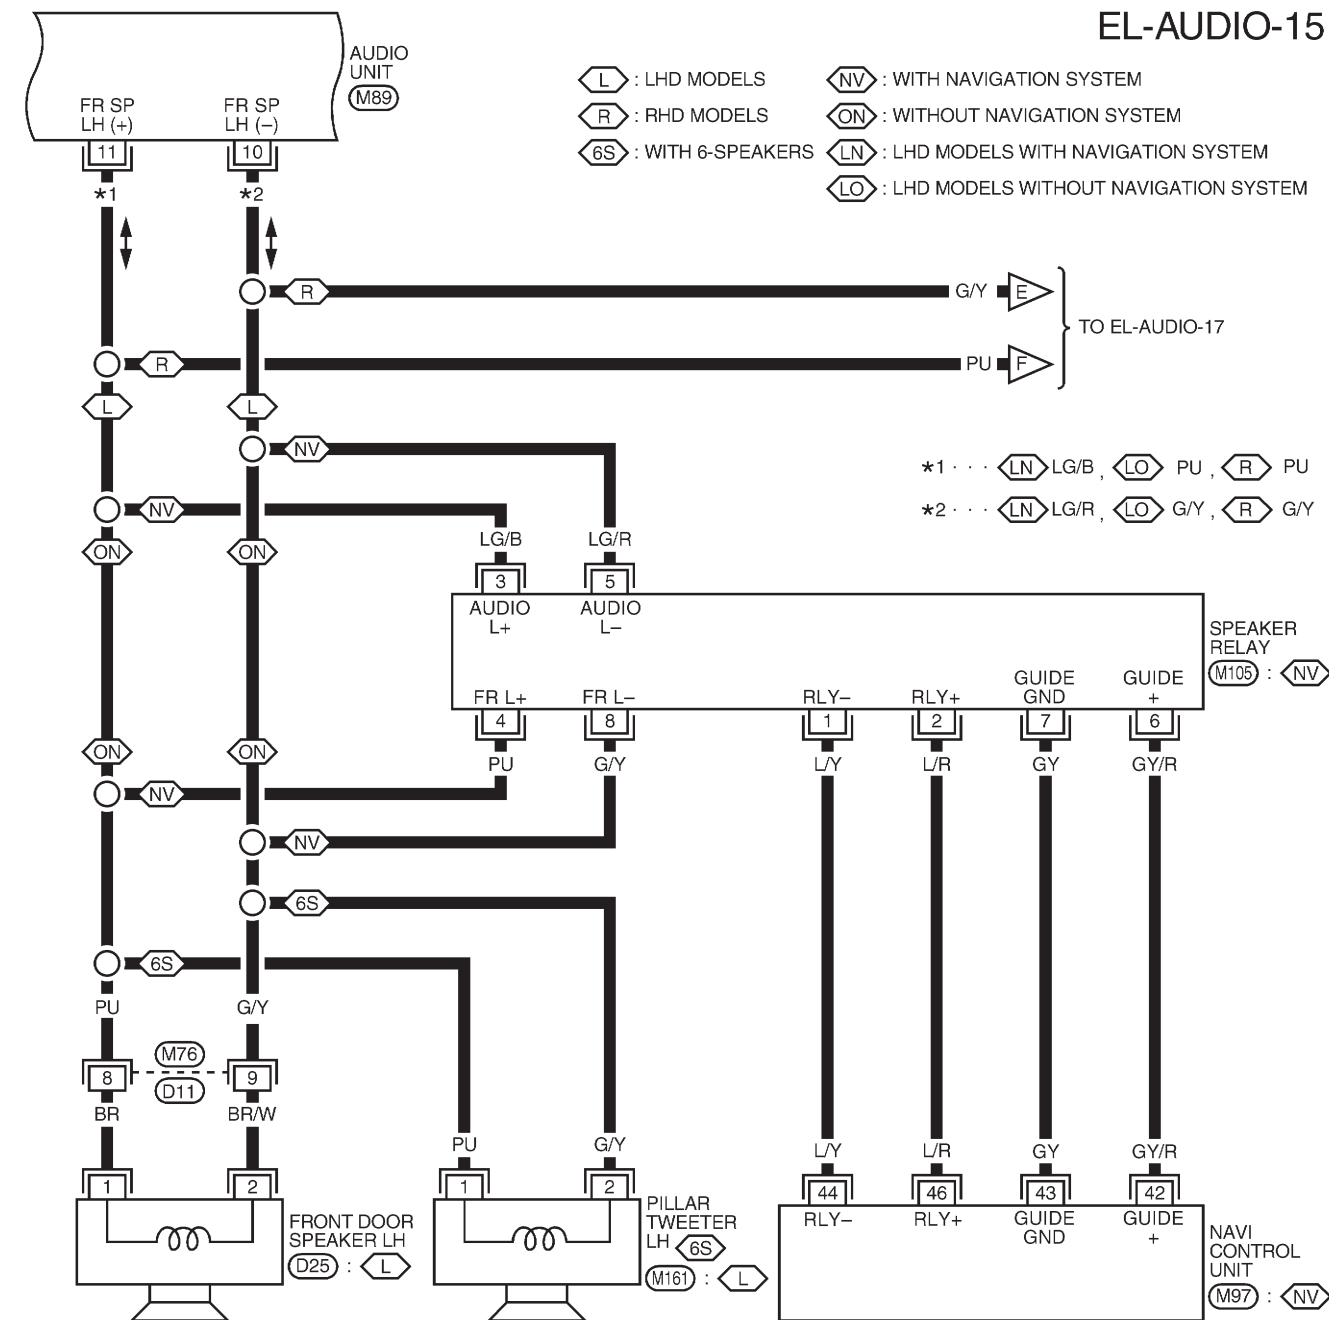 EL-AUDIO-15
AUDIO
UNIT
M89
FR SP
LH (+)
FR SP
LH (–)
11
10
*1
*2
L : LHD MODELS
R : RHD MODELS
6S : WITH 6-SPEAKERS
NV : WITH NAVIGATION SYSTEM
ON : WITHOUT NAVIGATION SYSTEM
LN : LHD MODELS WITH NAVIGATION SYSTEM
LO : LHD MODELS WITHOUT NAVIGATION SYSTEM
R
G/Y
E
TO EL-AUDIO-17
R
PU
F
L
L
NV
*1 · · · LN LG/B , LO PU , R PU
NV
*2 · · · LN LG/R , LO G/Y , R G/Y
ON
ON
LG/B
LG/R
3
5
AUDIO
L+
AUDIO
L–
SPEAKER
RELAY
M105 : NV
FR L+
FR L–
RLY–
RLY+
GUIDE
GND
GUIDE
+
4
8
1
2
7
6
ON
ON
PU
G/Y
L/Y
L/R
GY
GY/R
NV
NV
6S
6S
PU
G/Y
8
M76
D11
9
BR
BR/W
PU
G/Y
L/Y
L/R
GY
GY/R
1
2
1
2
44
46
43
42
FRONT DOOR
SPEAKER LH
D25 : L
PILLAR
TWEETER
LH 6S
M161 : L
RLY–
RLY+
GUIDE
GND
GUIDE
+
NAVI
CONTROL
UNIT
M97 : NV